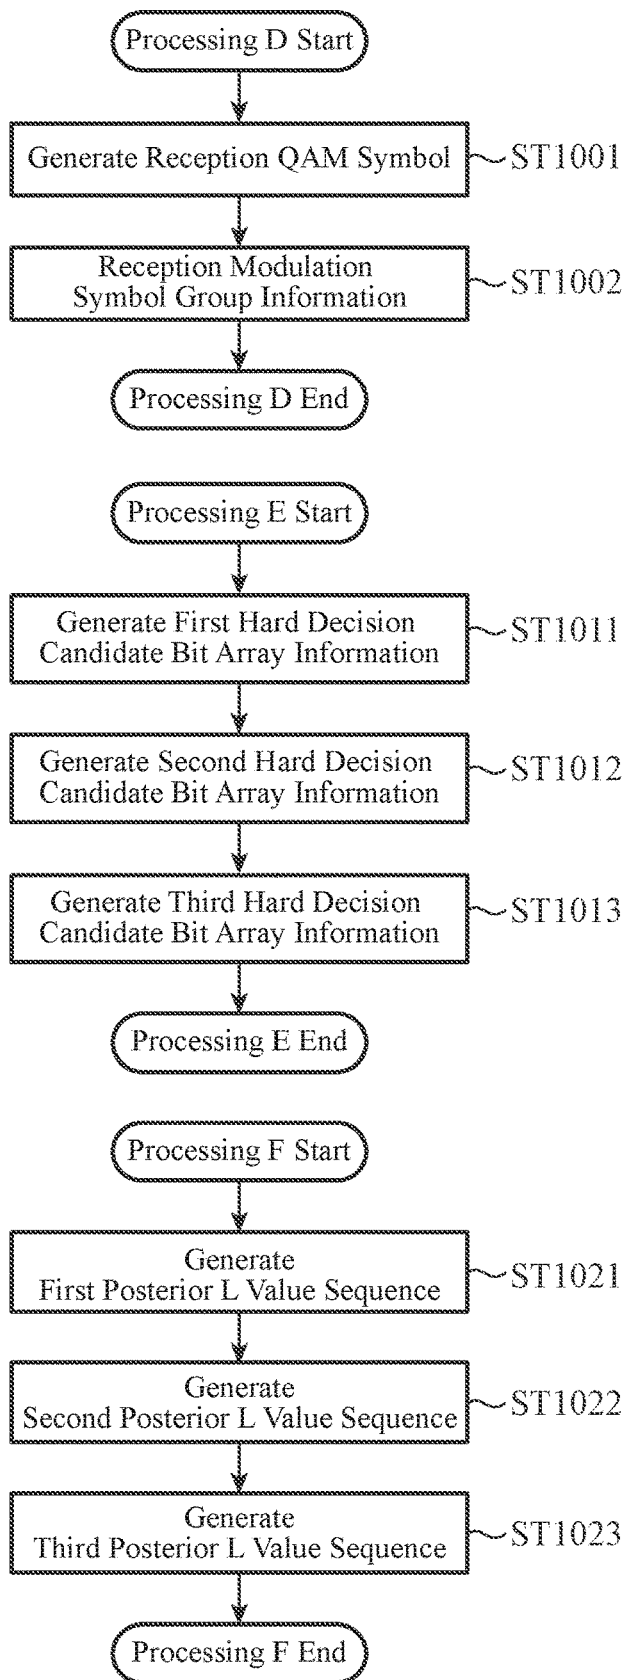 Processing D Start
Generate Reception QAM Symbol
ST1001
Reception Modulation
Symbol Group Information
ST1002
Processing D End
Processing E Start
Generate First Hard Decision
Candidate Bit Array Information
ST1011
Generate Second Hard Decision
Candidate Bit Array Information
ST1012
Generate Third Hard Decision
Candidate Bit Array Information
ST1013
Processing E End
Processing F Start
Generate
First Posterior L Value Sequence
ST1021
Generate
Second Posterior L Value Sequence
ST1022
Generate
Third Posterior L Value Sequence
ST1023
Processing F End